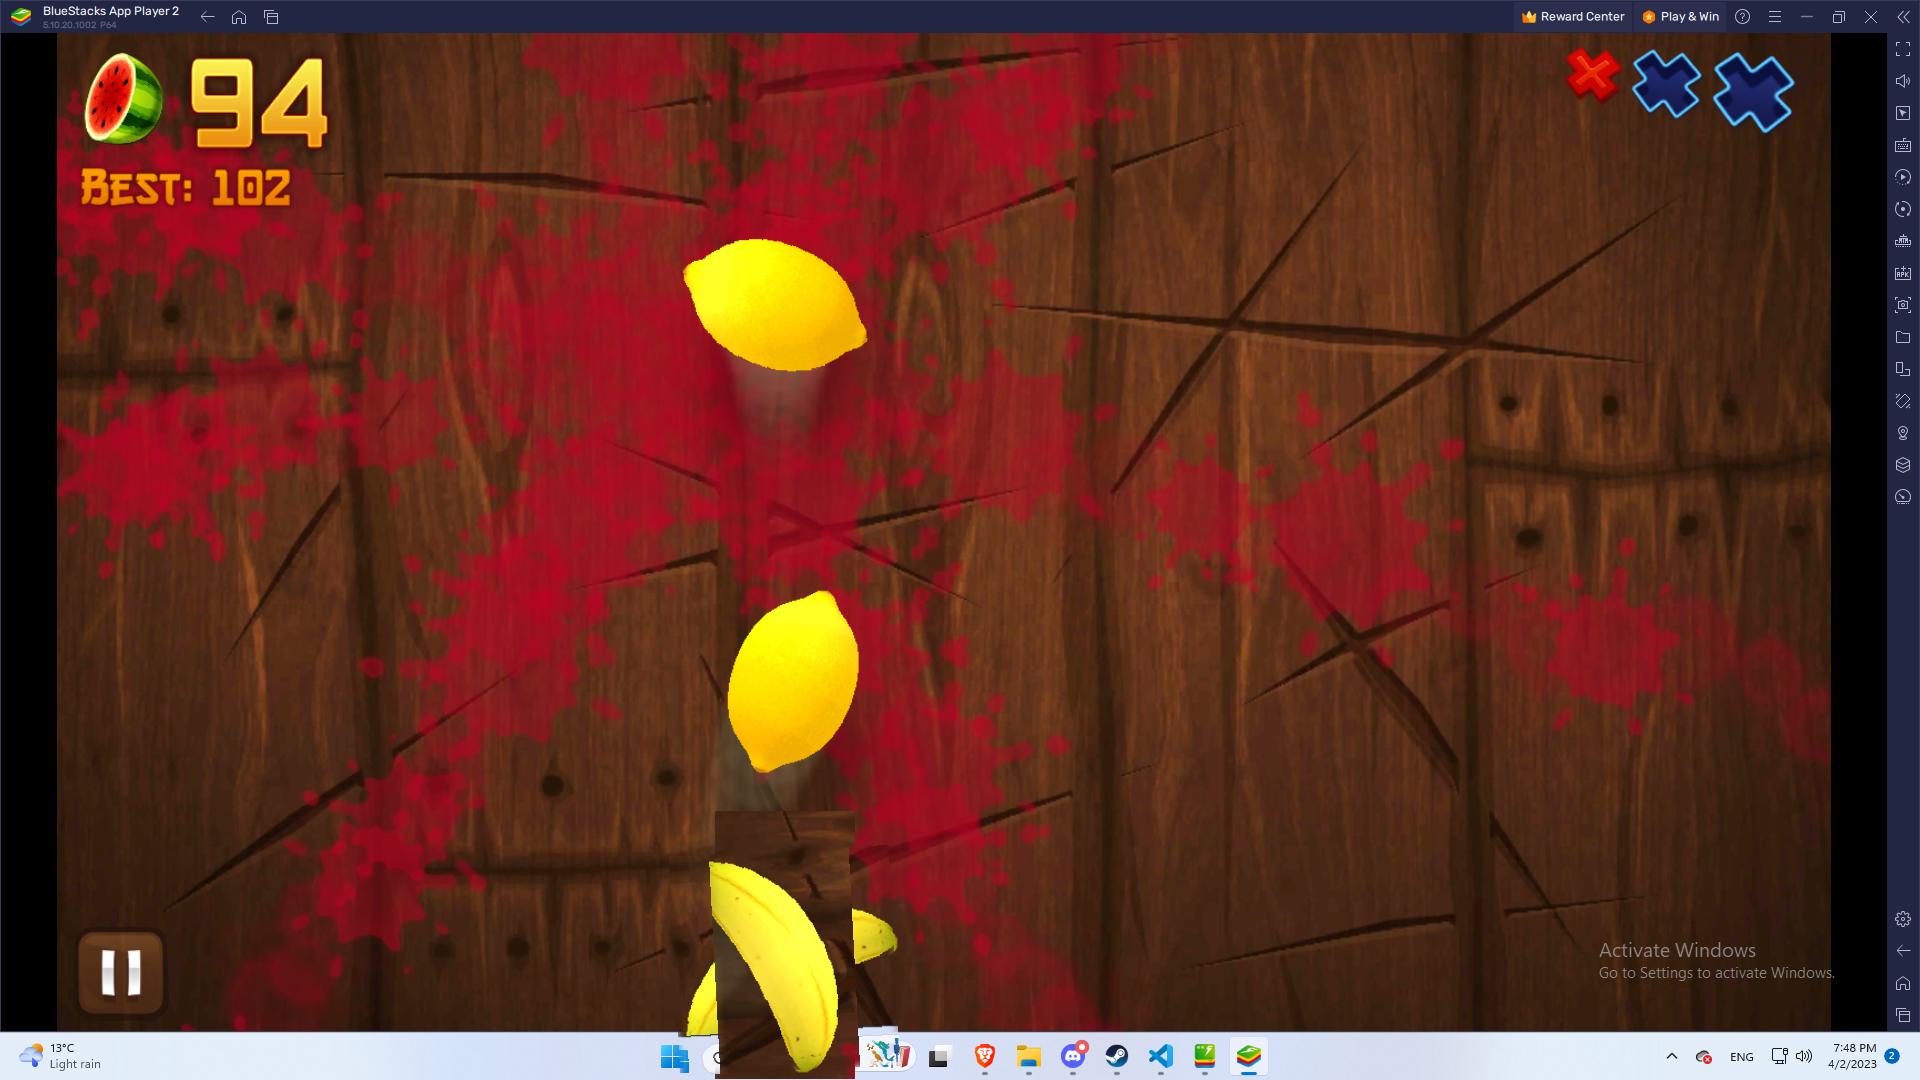 BlueStacks App Player 2
5.10.20.1002 P64
Reward Center
Play & Win
94
BEST: 102
APK
Activate Windows
Go to Settings to activate Windows.
13°C
Light rain
ENG
7:48 PM
4/2/2023
2